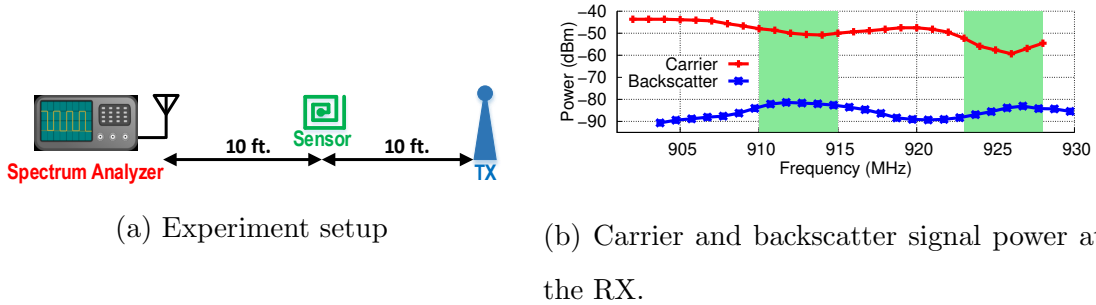 10 ft.
Sensor
10 ft.
Spectrum Analyzer
TX
(a) Experiment setup
Power (dBm)
−40
−50
−60
−70
−80
−90
Carrier
Backscatter
905 910 915 920 925 930
Frequency (MHz)
(b) Carrier and backscatter signal power at
the RX.